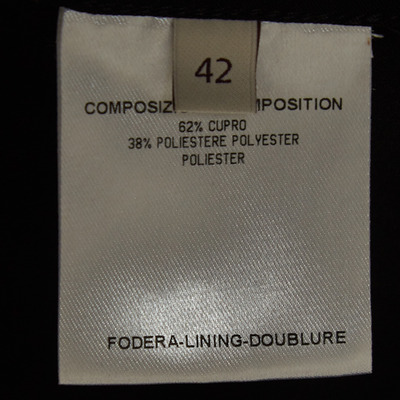 42
COMPOSIZ MPOSITION
62% CUPRO
38% POLIESTERE POLYESTER
POLIESTER
FODERA-LINING-DOUBLURE